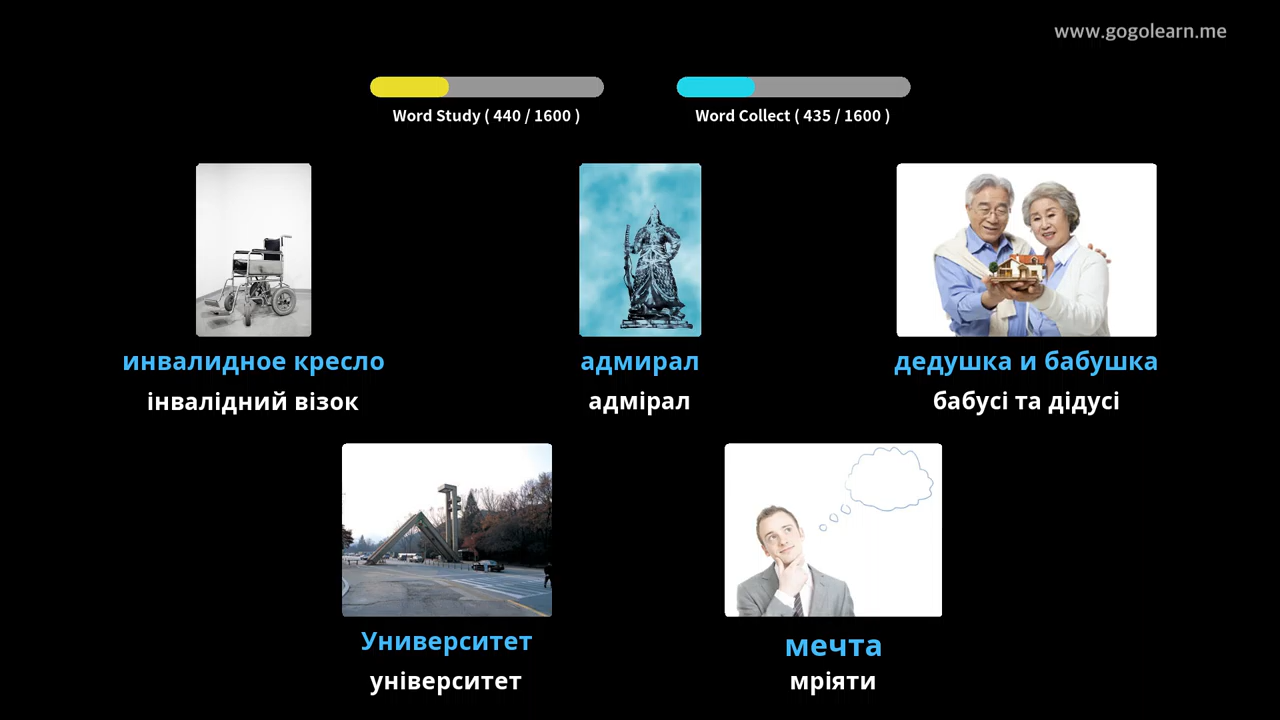 www.gogolearn.me
Word Study ( 440 / 1600 )
Word Collect ( 435 / 1600 )
инвалидное кресло
інвалідний візок
адмирал
адмірал
дедушка и бабушка
бабусі та дідусі
Университет
університет
мечта
мріяти